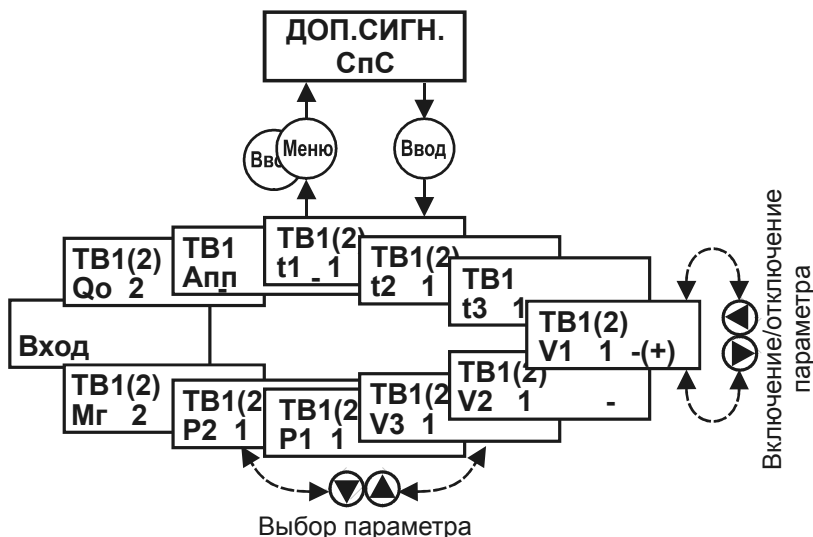 ДОП.СИГН.
СпС
Меню
Ввод
ТВ1(2)
Qo 2
ТВ1
Апп
ТВ1(2)
t1 - 1
ТВ1(2)
t2 1
ТВ1
t3 1
ТВ1(2)
V1 1 -(+)
Вход
ТВ1(2)
Мг 2
ТВ1(2
Р2 1
ТВ1(2
Р1 1
ТВ1(2
V3 1
ТВ1(2)
V2 1 -
Включение/отключение
параметра
Выбор параметра